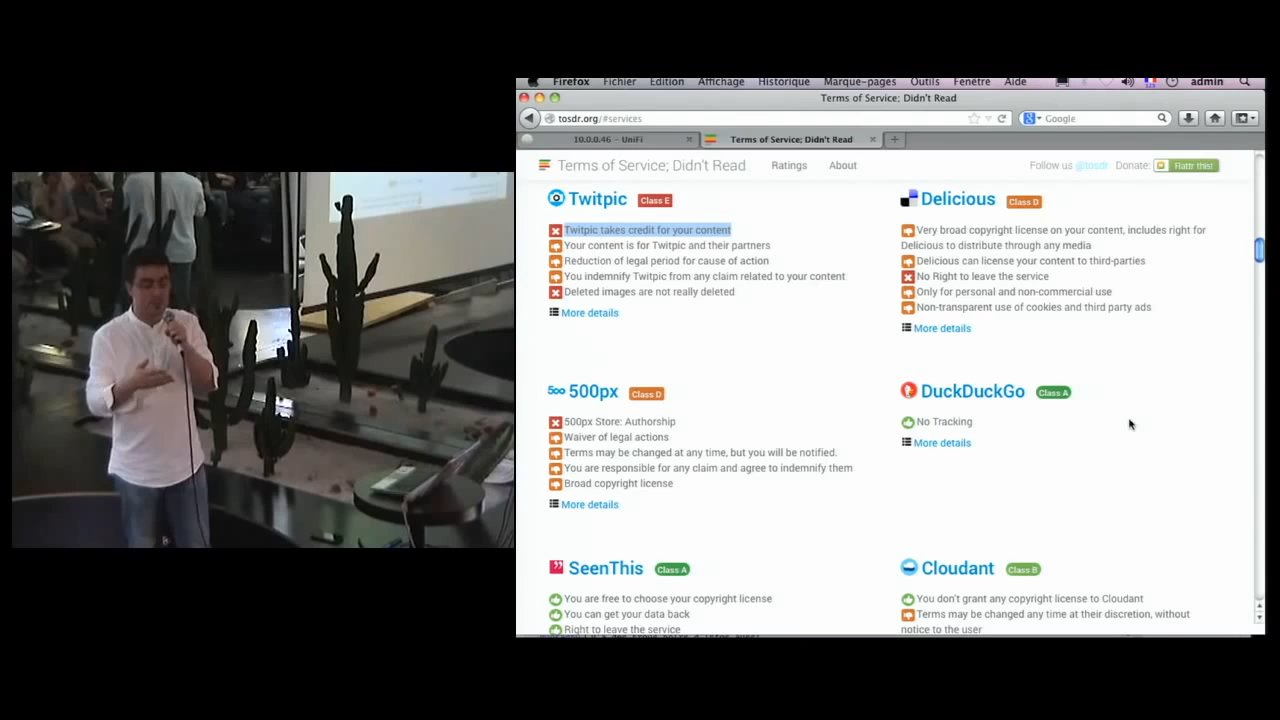 Firefox Fichier Edition Affichage Historique Marque-pages Outils Fenêtre Aide admin
Terms of Service; Didn't Read
tosdr.org/#services
Google
10.0.0.46 - UniFi
Terms of Service; Didn't Read
Terms of Service; Didn't Read Ratings About Follow us @tosdr Donate: Flattr this!
Twitpic Class E
Twitpic takes credit for your content
Your content is for Twitpic and their partners
Reduction of legal period for cause of action
You indemnify Twitpic from any claim related to your content
Deleted images are not really deleted
More details
Delicious Class D
Very broad copyright license on your content, includes right for
Delicious to distribute through any media
Delicious can license your content to third-parties
No Right to leave the service
Only for personal and non-commercial use
Non-transparent use of cookies and third party ads
More details
500px Class D
500px Store: Authorship
Waiver of legal actions
Terms may be changed at any time, but you will be notified.
You are responsible for any claim and agree to indemnify them
Broad copyright license
More details
DuckDuckGo Class A
No Tracking
More details
SeenThis Class A
You are free to choose your copyright license
You can get your data back
Right to leave the service
Cloudant Class B
You don't grant any copyright license to Cloudant
Terms may be changed any time at their discretion, without
notice to the user